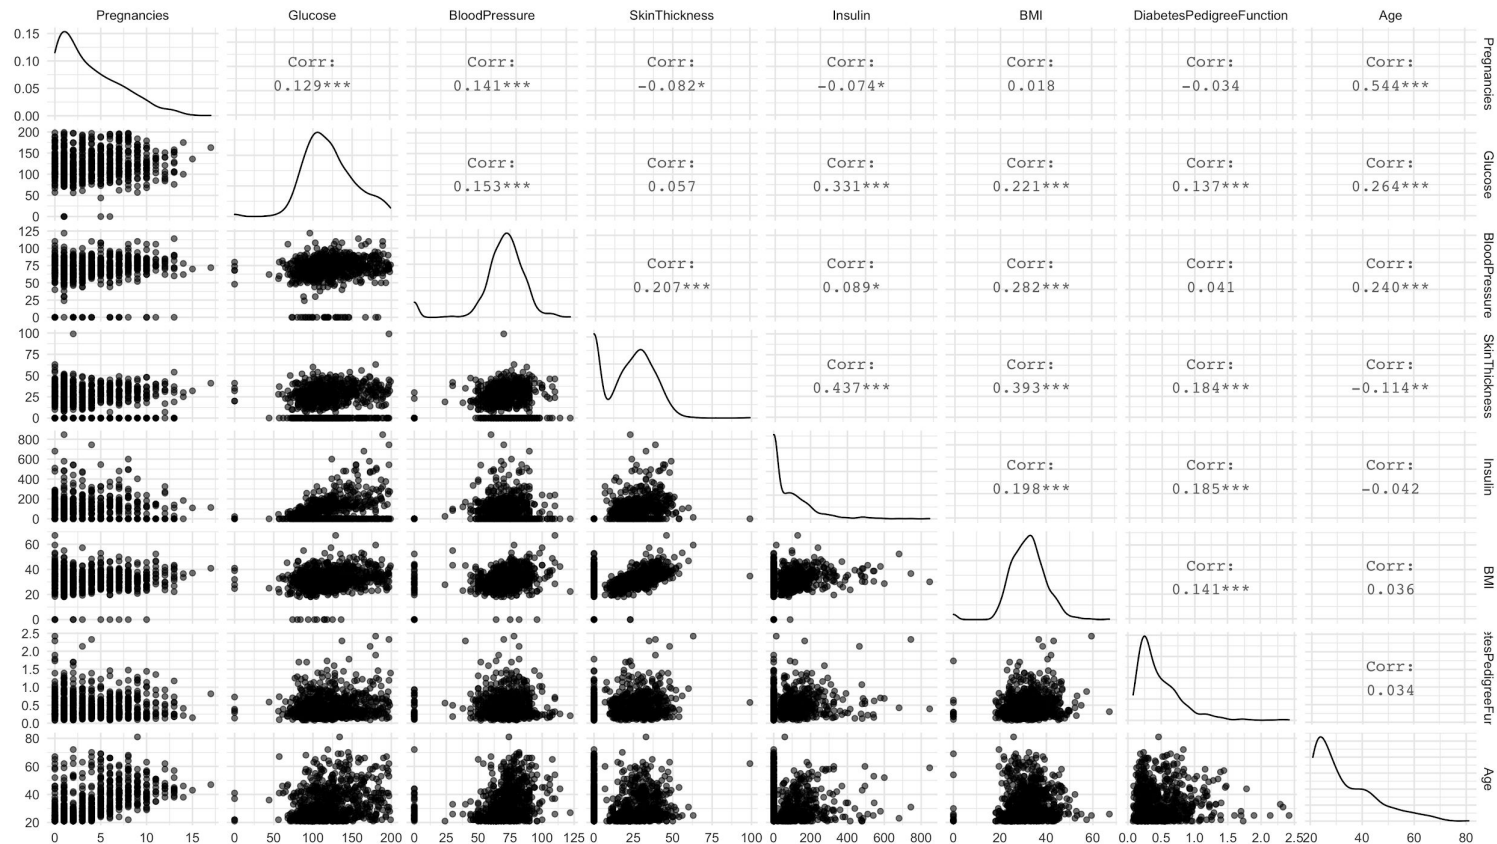 Pregnancies Glucose BloodPressure SkinThickness Insulin BMI DiabetesPedigreeFunction Age
0.15
0.10
0.05
0.00
Corr:
0.129***
Corr:
0.141***
Corr:
-0.082*
Corr:
-0.074*
Corr:
0.018
Corr:
-0.034
Corr:
0.544***
Pregnancies
200
150
100
50
0
Corr:
0.153***
Corr:
0.057
Corr:
0.331***
Corr:
0.221***
Corr:
0.137***
Corr:
0.264***
Glucose
125
100
75
50
25
0
Corr:
0.207***
Corr:
0.089*
Corr:
0.282***
Corr:
0.041
Corr:
0.240***
BloodPressure
100
75
50
25
0
Corr:
0.437***
Corr:
0.393***
Corr:
0.184***
Corr:
-0.114**
SkinThickness
800
600
400
200
0
Corr:
0.198***
Corr:
0.185***
Corr:
-0.042
Insulin
60
40
20
0
Corr:
0.141***
Corr:
0.036
BMI
2.5
2.0
1.5
1.0
0.5
0.0
Corr:
0.034
tesPedigreeFur
80
60
40
20
Age
0 5 10 15 0 50 100 150 200 0 25 50 75 100 125 0 25 50 75 100 0 200 400 600 800 0 20 40 60 0.0 0.5 1.0 1.5 2.0 2.5 20 40 60 80